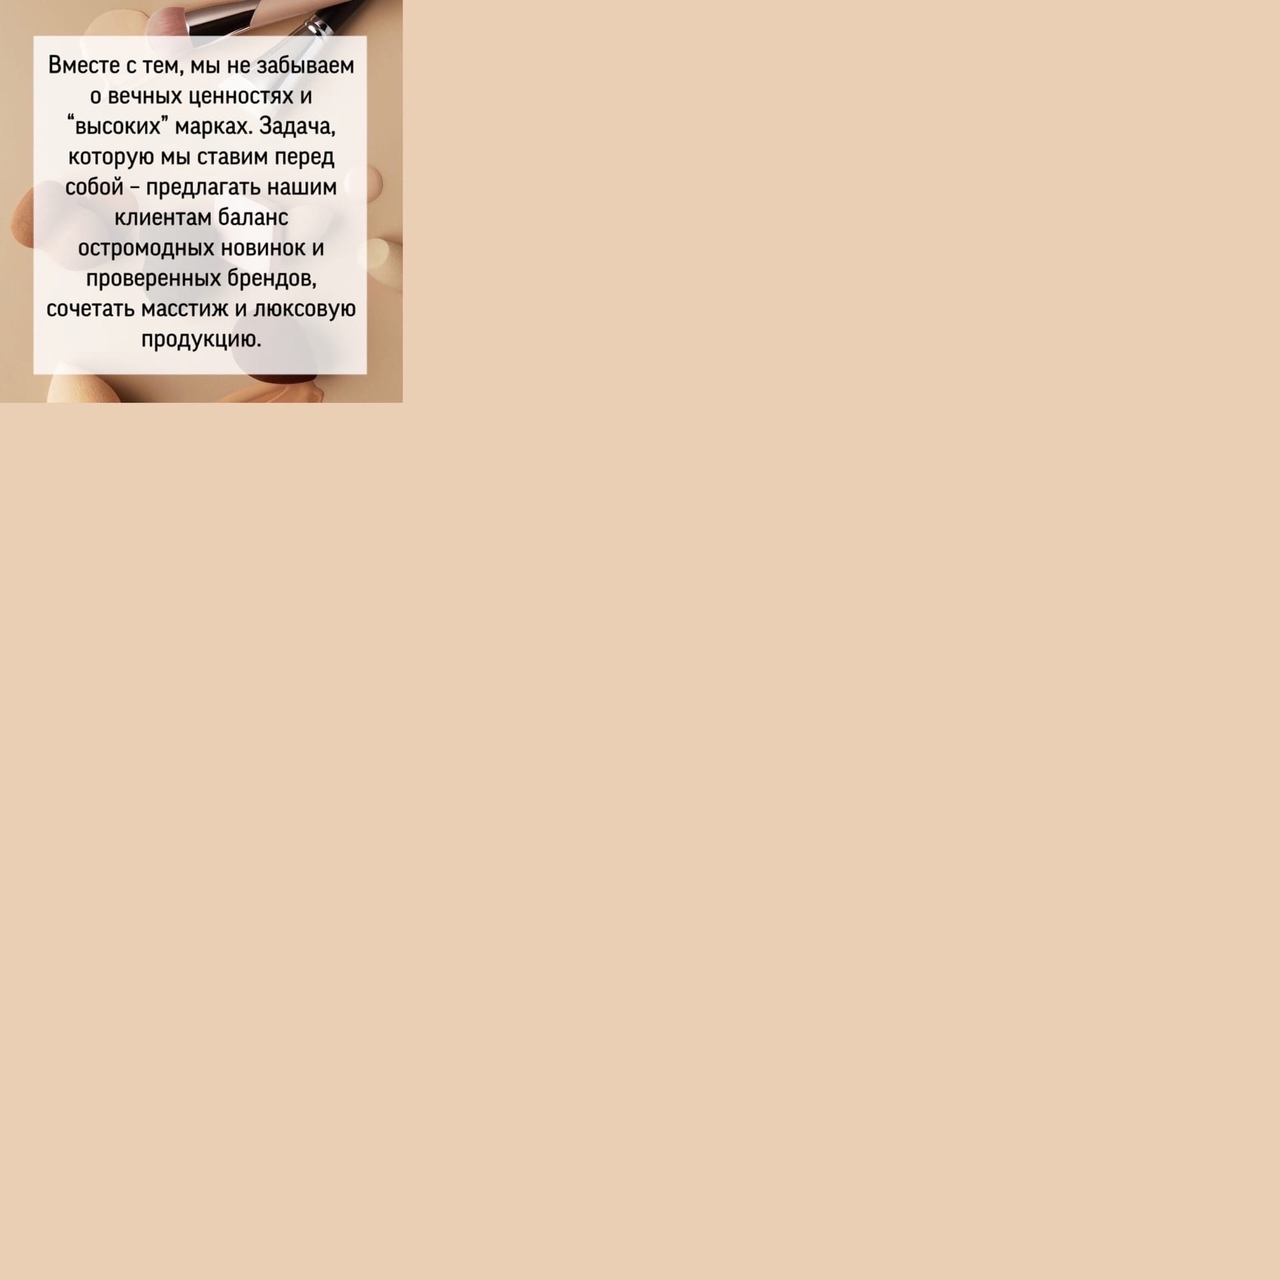 Вместе с тем, мы не забываем
о вечных ценностях и
“высоких” марках. Задача,
которую мы ставим перед
собой – предлагать нашим
клиентам баланс
остромодных новинок и
проверенных брендов,
сочетать масстиж и люксовую
продукцию.